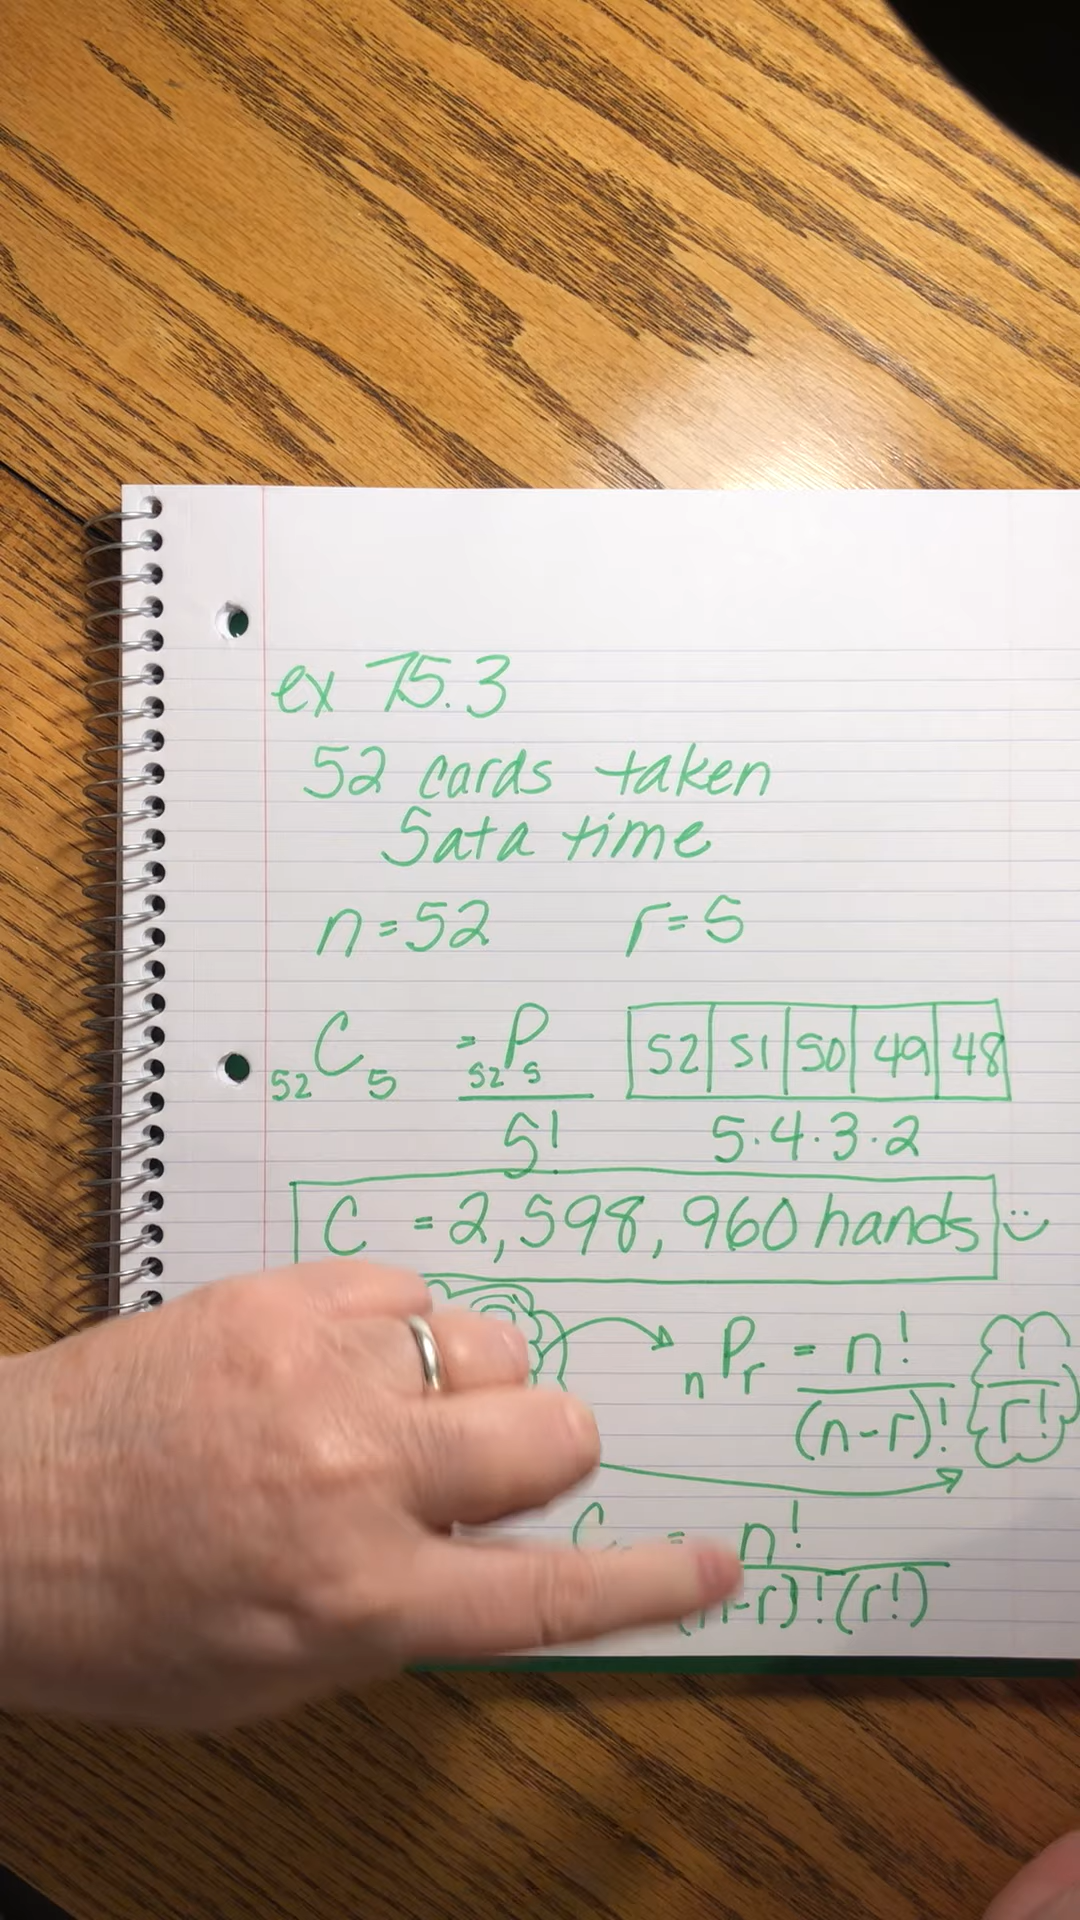 ex 75.3
52 cards taken
5 at a time
n = 52 r = 5
52C5 = 52P5 / 5! 52 | 51 | 50 | 49 | 48
5·4·3·2
C = 2,598,960 hands
nPr = n! / (n-r)! 1 / r!
C = n! / (n-r)!(r!)